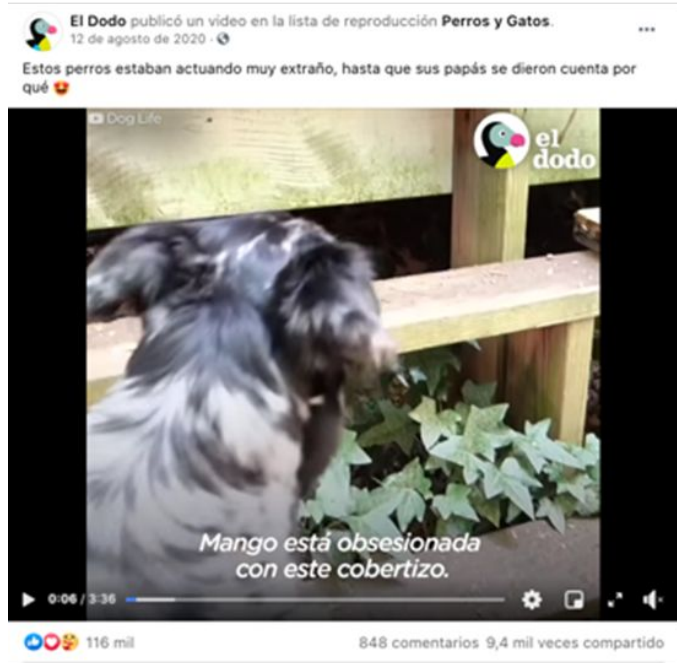 El Dodo publicó un video en la lista de reproducción Perros y Gatos.
12 de agosto de 2020 ·
Estos perros estaban actuando muy extraño, hasta que sus papás se dieron cuenta por
qué
Dog Life
el
dodo
Mango está obsesionada
con este cobertizo.
0:06 / 3:36
116 mil
848 comentarios 9,4 mil veces compartido